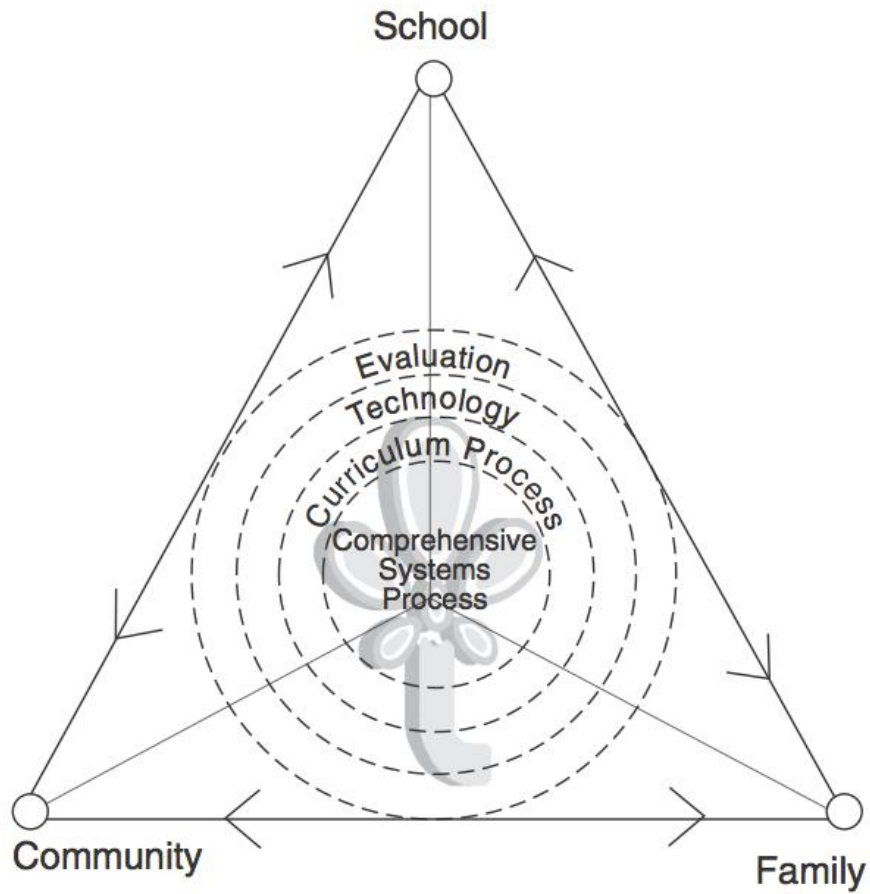 School
Evaluation
Technology
Curriculum Process
Comprehensive
Systems
Process
Community
Family